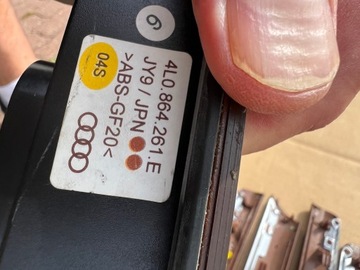 6
4L0.864.261.E
JY9 / JPN
>ABS-GF20<
04S